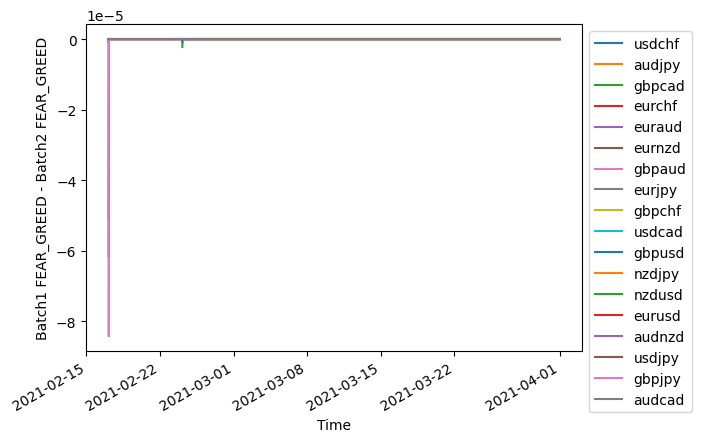 1e−5
0
−2
−4
−6
−8
Batch1 FEAR_GREED - Batch2 FEAR_GREED
2021-02-15
2021-02-22
2021-03-01
2021-03-08
2021-03-15
2021-03-22
2021-04-01
Time
usdchf
audjpy
gbpcad
eurchf
euraud
eurnzd
gbpaud
eurjpy
gbpchf
usdcad
gbpusd
nzdjpy
nzdusd
eurusd
audnzd
usdjpy
gbpjpy
audcad